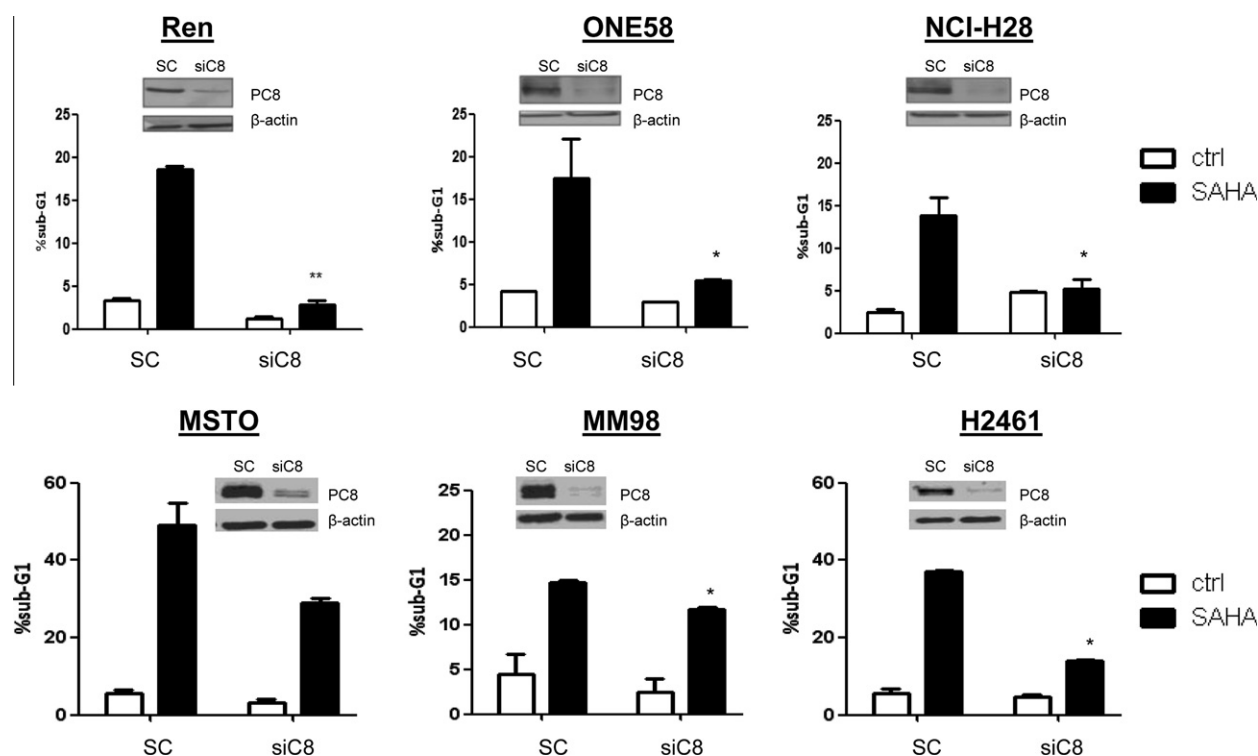 Ren
SC siC8
PC8
β-actin
25
20
15
10
5
0
%sub-G1
**
SC siC8
ONE58
SC siC8
PC8
β-actin
25
20
15
10
5
0
%sub-G1
*
SC siC8
NCI-H28
SC siC8
PC8
β-actin
25
20
15
10
5
0
%sub-G1
*
SC siC8
ctrl
SAHA
MSTO
SC siC8
PC8
β-actin
60
40
20
0
%sub-G1
SC siC8
MM98
SC siC8
PC8
β-actin
25
20
15
10
5
0
%sub-G1
*
SC siC8
H2461
SC siC8
PC8
β-actin
60
40
20
0
%sub-G1
*
SC siC8
ctrl
SAHA